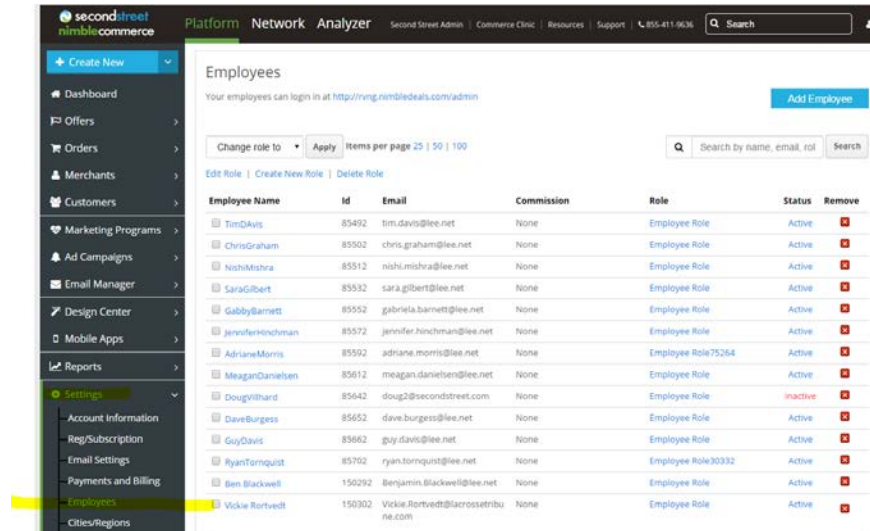 secondstreet
nimblecommerce
Platform Network Analyzer Second Street Admin | Commerce Clinic | Resources | Support | 855-411-9636 Search
+ Create New
Dashboard
Offers
Orders
Merchants
Customers
Marketing Programs
Ad Campaigns
Email Manager
Design Center
Mobile Apps
Reports
Settings
Account Information
Reg/Subscription
Email Settings
Payments and Billing
Employees
Cities/Regions
Employees
Your employees can login in at http://rvng.nimbledeals.com/admin
Add Employee
Change role to Apply Items per page 25 | 50 | 100 Search by name, email, rol Search
Edit Role | Create New Role | Delete Role
Employee Name Id Email Commission Role Status Remove
TimDAvis 85492 tim.davis@lee.net None Employee Role Active
ChrisGraham 85502 chris.graham@lee.net None Employee Role Active
NishiMishra 85512 nishi.mishra@lee.net None Employee Role Active
SaraGilbert 85532 sara.gilbert@lee.net None Employee Role Active
GabbyBarnett 85552 gabriela.barnett@lee.net None Employee Role Active
JenniferHinchman 85572 jennifer.hinchman@lee.net None Employee Role Active
AdrianeMorris 85592 adriane.morris@lee.net None Employee Role75264 Active
MeaganDanielsen 85612 meagan.danielsen@lee.net None Employee Role Active
DougVillhard 85642 doug2@secondstreet.com None Employee Role Inactive
DaveBurgess 85652 dave.burgess@lee.net None Employee Role Active
GuyDavis 85662 guy.davis@lee.net None Employee Role Active
RyanTornquist 85702 ryan.tornquist@lee.net None Employee Role30332 Active
Ben Blackwell 150292 Benjamin.Blackwell@lee.net None Employee Role Active
Vickie Rortvedt 150302 Vickie.Rortvedt@lacrossetribu None Employee Role Active
ne.com